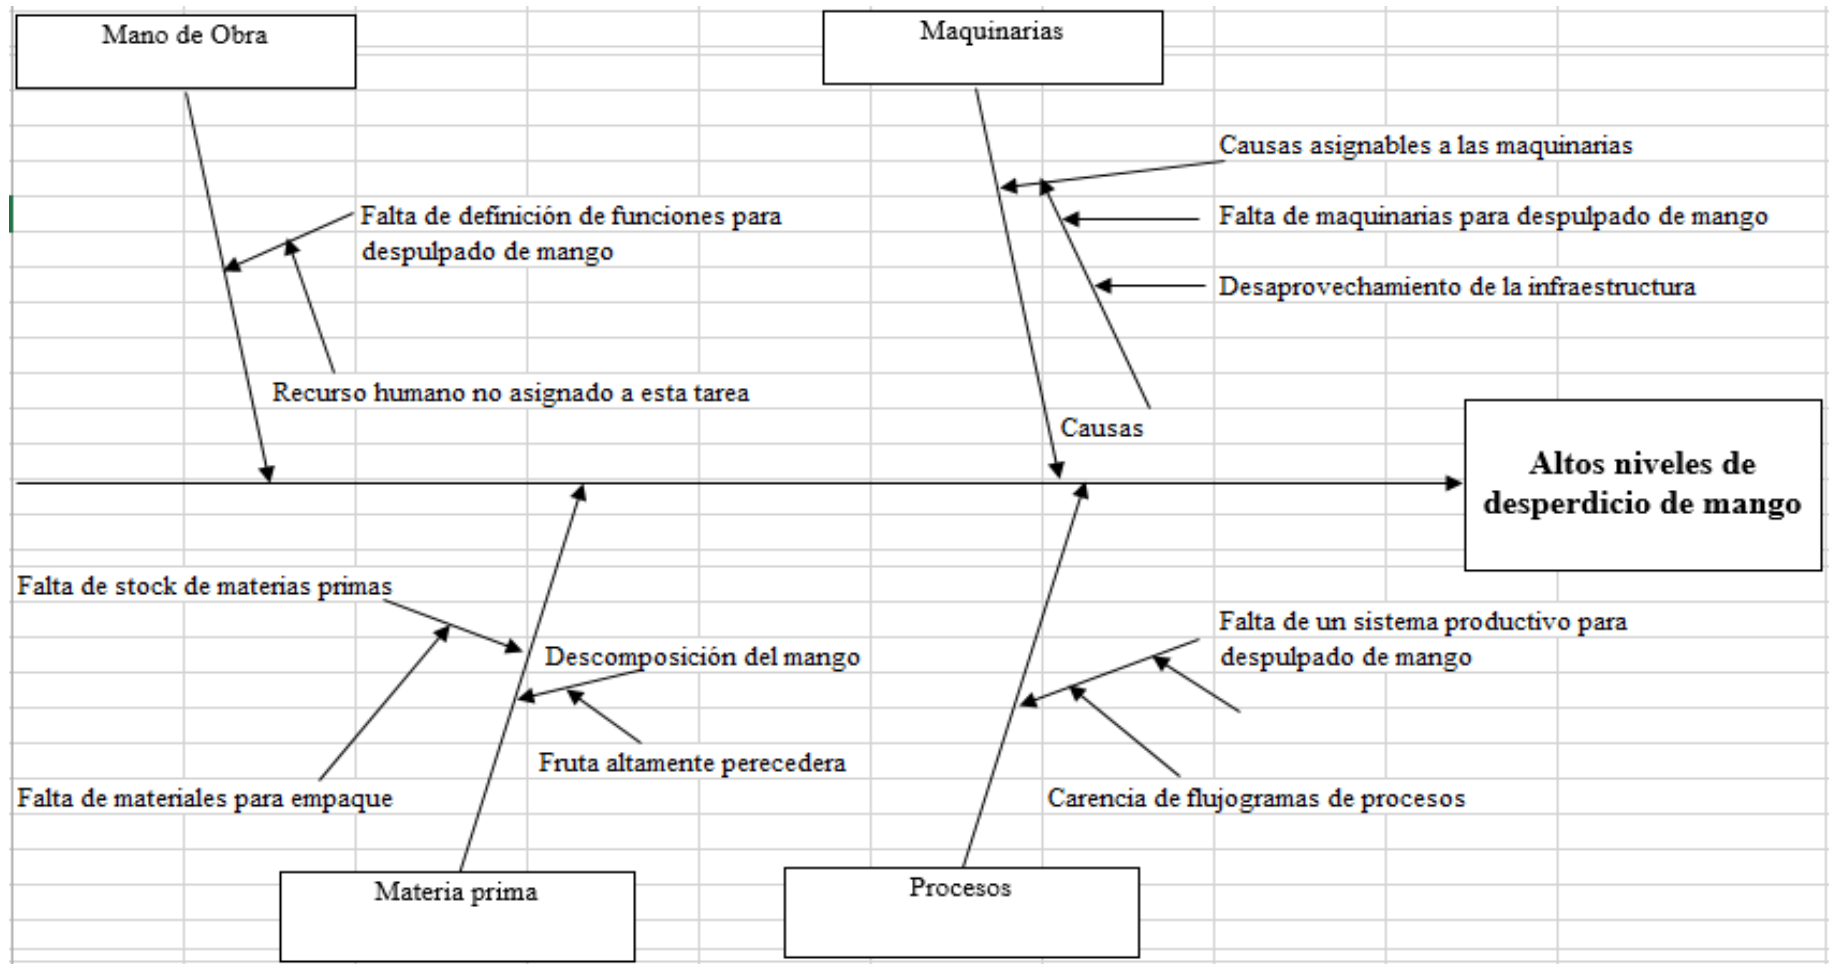 Mano de Obra
Maquinarias
Causas asignables a las maquinarias
Falta de definición de funciones para
despulpado de mango
Falta de maquinarias para despulpado de mango
Desaprovechamiento de la infraestructura
Recurso humano no asignado a esta tarea
Causas
Altos niveles de
desperdicio de mango
Falta de stock de materias primas
Descomposición del mango
Falta de un sistema productivo para
despulpado de mango
Fruta altamente perecedera
Falta de materiales para empaque
Carencia de flujogramas de procesos
Materia prima
Procesos